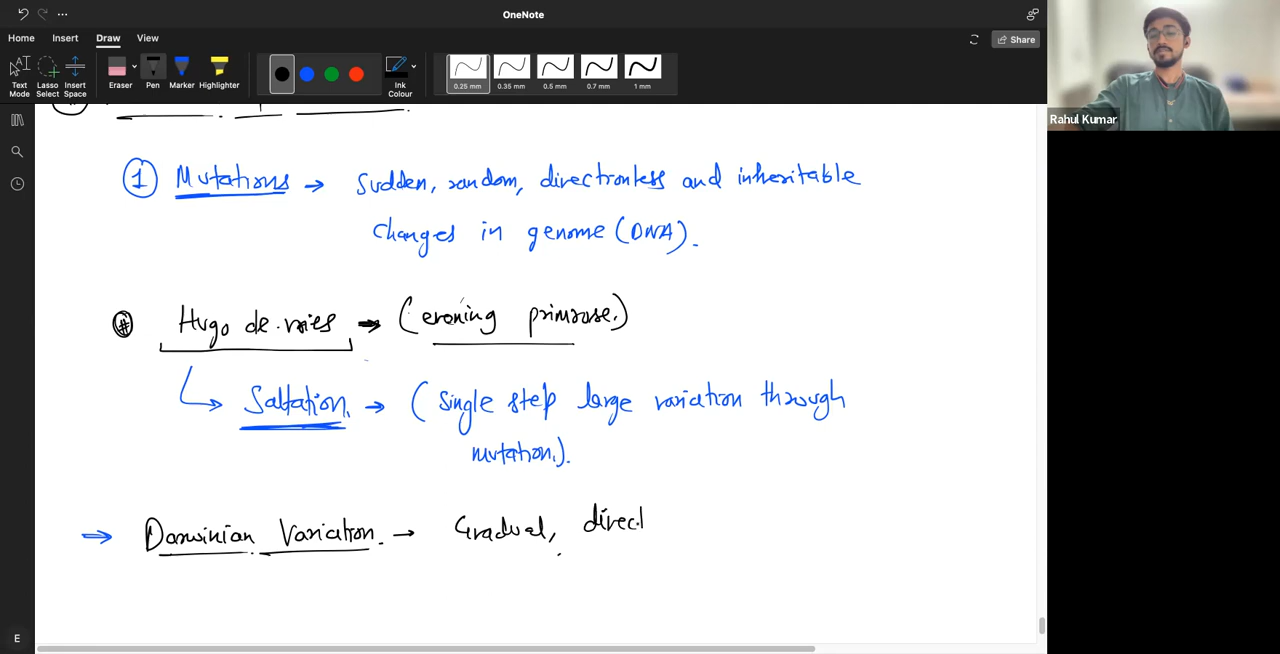 OneNote
Home Insert Draw View
Share
Text Mode
Lasso Select
Insert Space
Eraser
Pen
Marker
Highlighter
Ink Colour
0.25 mm 0.35 mm 0.5 mm 0.7 mm 1 mm
Rahul Kumar
① Mutations → Sudden, random, directionless and inheritable
changes in genome (DNA).
# Hugo de.vries → (evening primrose.)
Saltation. → (single step large variation through
mutation.).
⇒ Darwinian Variation. → Gradual, direct
E